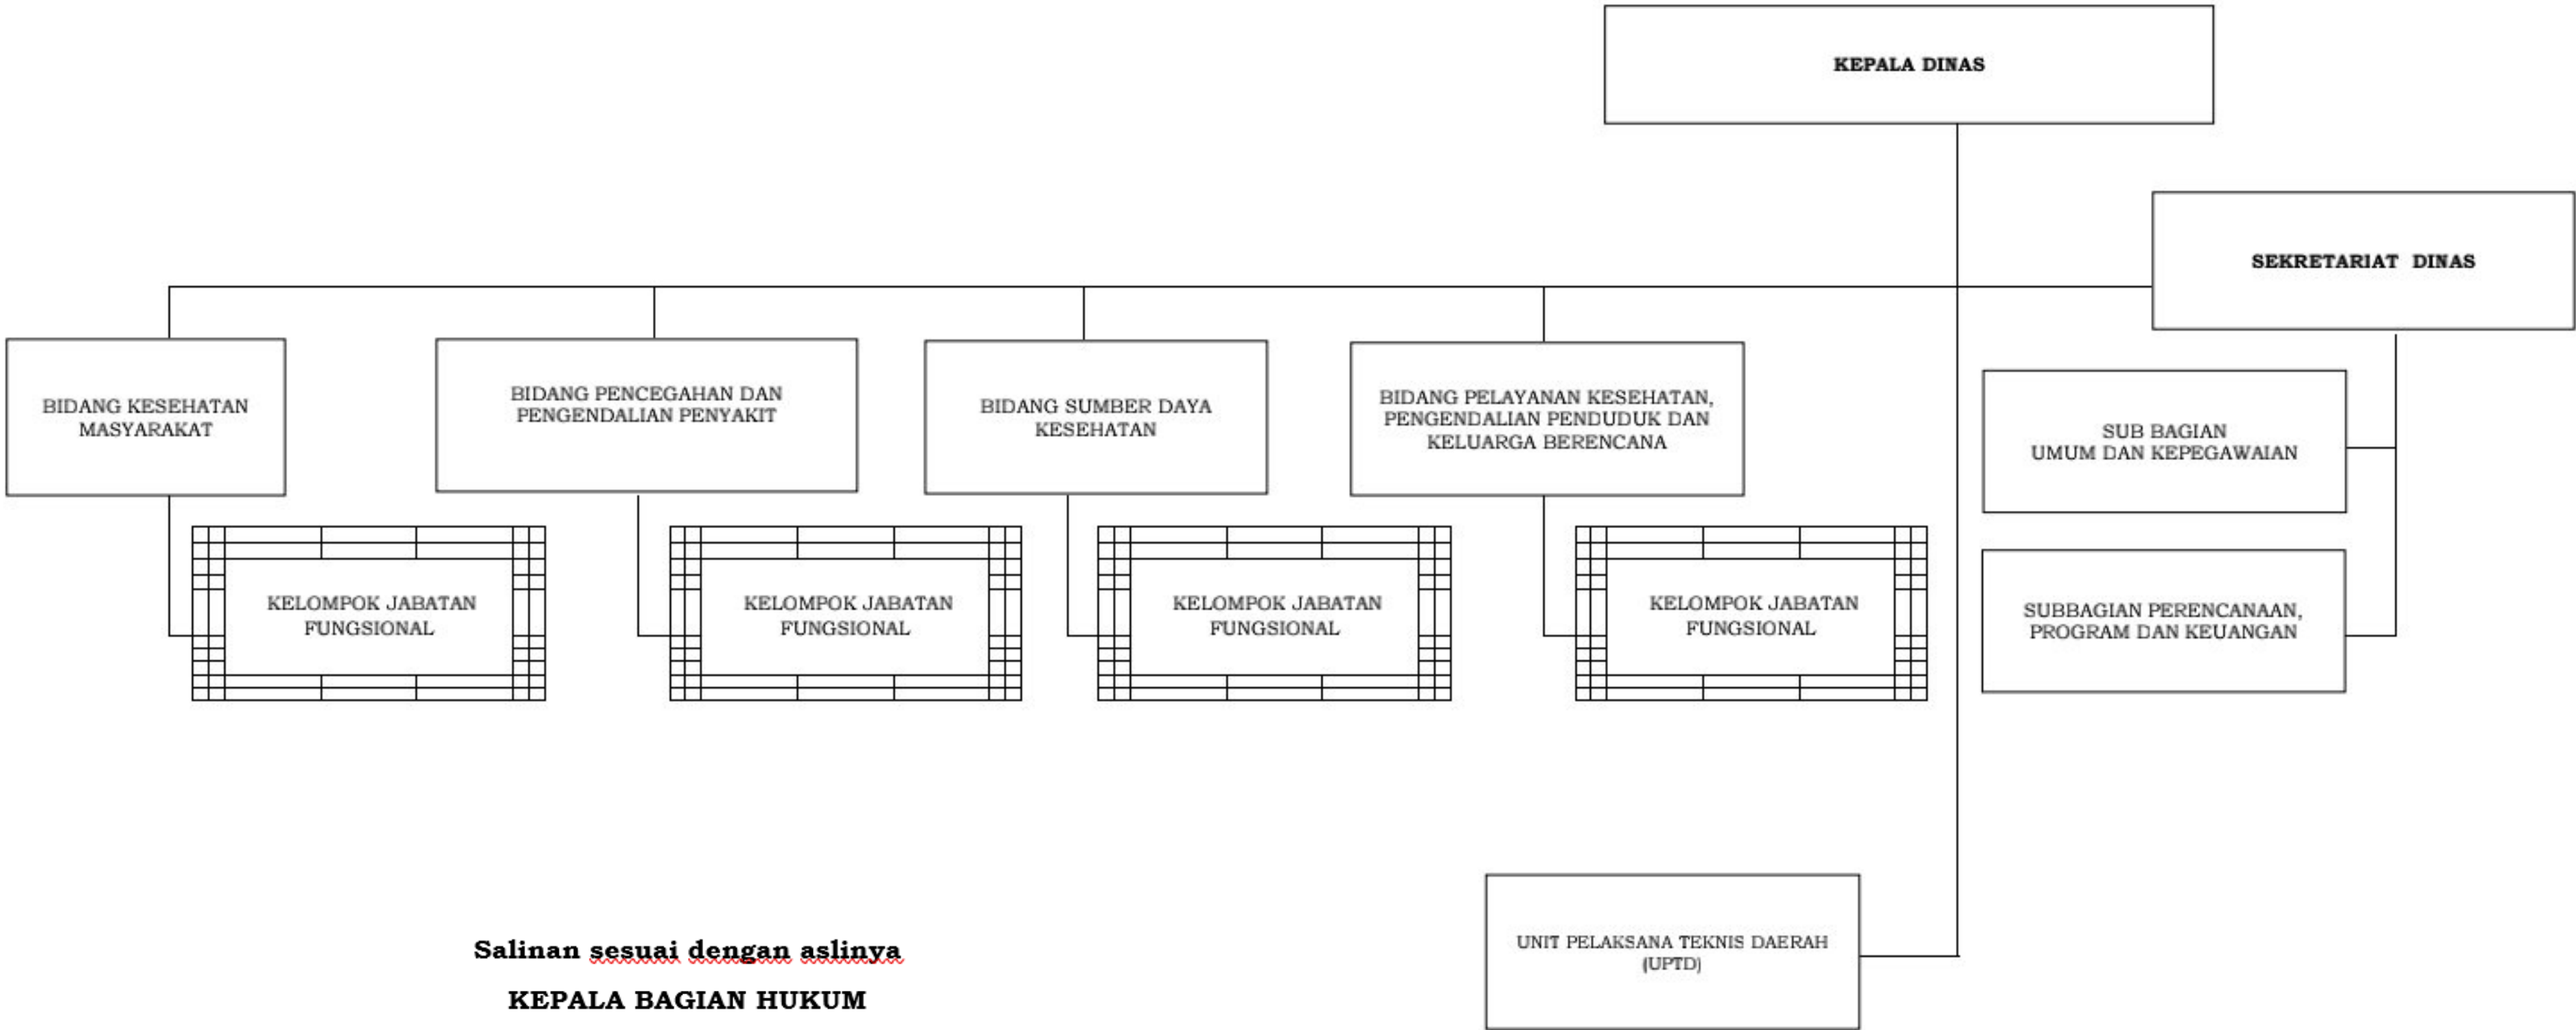 KEPALA DINAS
SEKRETARIAT DINAS
BIDANG KESEHATAN
MASYARAKAT
BIDANG PENCEGAHAN DAN
PENGENDALIAN PENYAKIT
BIDANG SUMBER DAYA
KESEHATAN
BIDANG PELAYANAN KESEHATAN,
PENGENDALIAN PENDUDUK DAN
KELUARGA BERENCANA
SUB BAGIAN
UMUM DAN KEPEGAWAIAN
KELOMPOK JABATAN
FUNGSIONAL
KELOMPOK JABATAN
FUNGSIONAL
KELOMPOK JABATAN
FUNGSIONAL
KELOMPOK JABATAN
FUNGSIONAL
SUBBAGIAN PERENCANAAN,
PROGRAM DAN KEUANGAN
UNIT PELAKSANA TEKNIS DAERAH
(UPTD)
Salinan sesuai dengan aslinya
KEPALA BAGIAN HUKUM